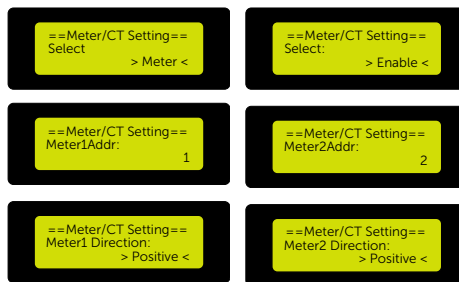 ==Meter/CT Setting==
Select
> Meter <
==Meter/CT Setting==
Select:
> Enable <
==Meter/CT Setting==
Meter1Addr:
1
==Meter/CT Setting==
Meter2Addr:
2
==Meter/CT Setting==
Meter1 Direction:
> Positive <
==Meter/CT Setting==
Meter2 Direction:
> Positive <